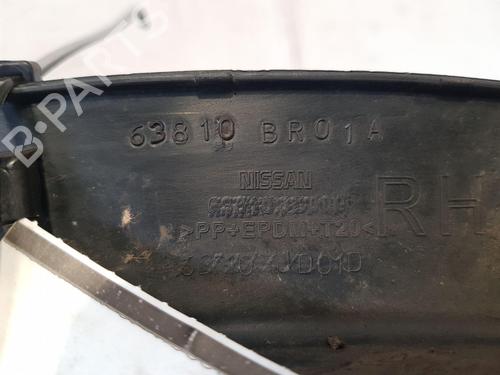 B-PARTS
63810 BR01A
NISSAN
>PP+EPDM+T20<
RH